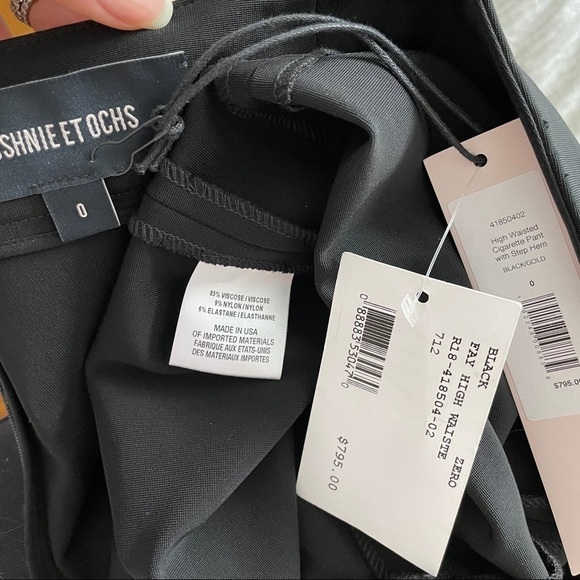 SHNIE ET OCHS
0
85% VISCOSE / VISCOSE
9% NYLON / NYLON
6% ELASTANE / ELASTHANNE
MADE IN USA
OF IMPORTED MATERIALS
FABRIQUE AUX ETATS-UNIS
DES MATERIAUX IMPORTES
BLACK ZERO
FAY HIGH WAISTE
R18-418504-02
712
$795.00
41850402
High Waisted
Cigarette Pant
with Step Hem
BLACK/GOLD
0
$795.00